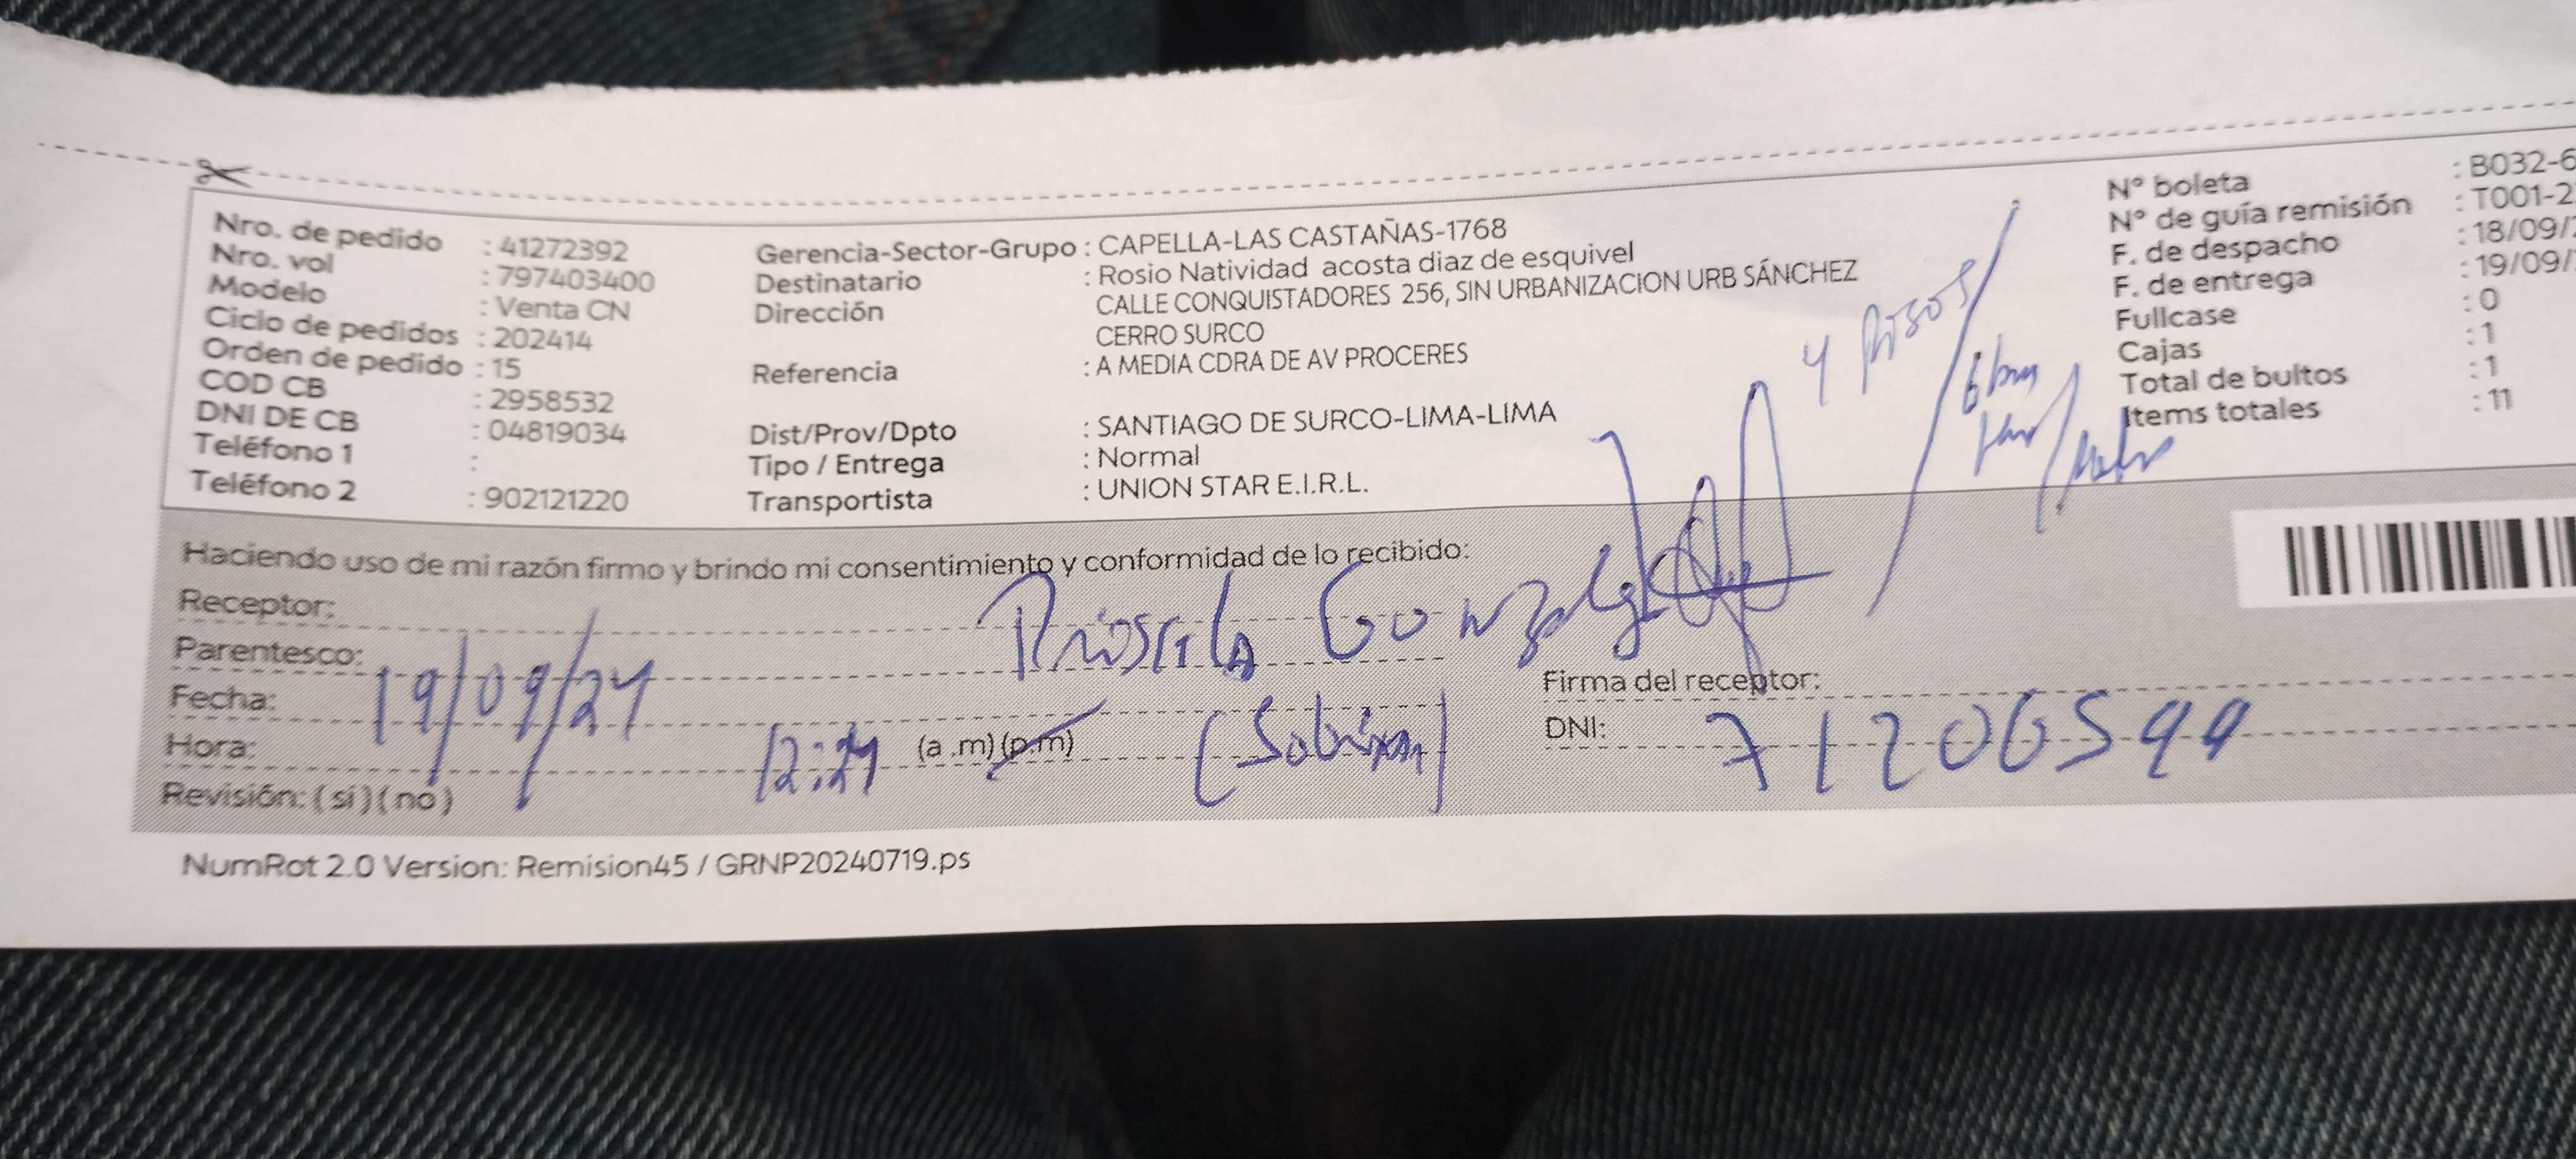 Nro. de pedido : 41272392
Nro. vol : 797403400
Modelo : Venta CN
Ciclo de pedidos : 202414
Orden de pedido : 15
COD CB : 2958532
DNI DE CB : 04819034
Teléfono 1 :
Teléfono 2 : 902121220
Gerencia-Sector-Grupo : CAPELLA-LAS CASTAÑAS-1768
Destinatario : Rosio Natividad acosta diaz de esquivel
Dirección CALLE CONQUISTADORES 256, SIN URBANIZACION URB SÁNCHEZ
CERRO SURCO
Referencia : A MEDIA CDRA DE AV PROCERES
Dist/Prov/Dpto : SANTIAGO DE SURCO-LIMA-LIMA
Tipo / Entrega : Normal
Transportista : UNION STAR E.I.R.L.
4 Pisos
N° boleta : B032-6
N° de guía remisión : T001-2
F. de despacho : 18/09/
F. de entrega : 19/09/
Fullcase : 0
Cajas : 1
Total de bultos : 1
Items totales : 11
Haciendo uso de mi razón firmo y brindo mi consentimiento y conformidad de lo recibido:
Receptor: Priscila Gonzales
Parentesco: (Sobrina)
Fecha: 19/09/24
Hora: 12:24 (a .m) (p.m)
Revisión: ( sí ) ( no )
Firma del receptor:
DNI: 71206599
NumRot 2.0 Version: Remision45 / GRNP20240719.ps